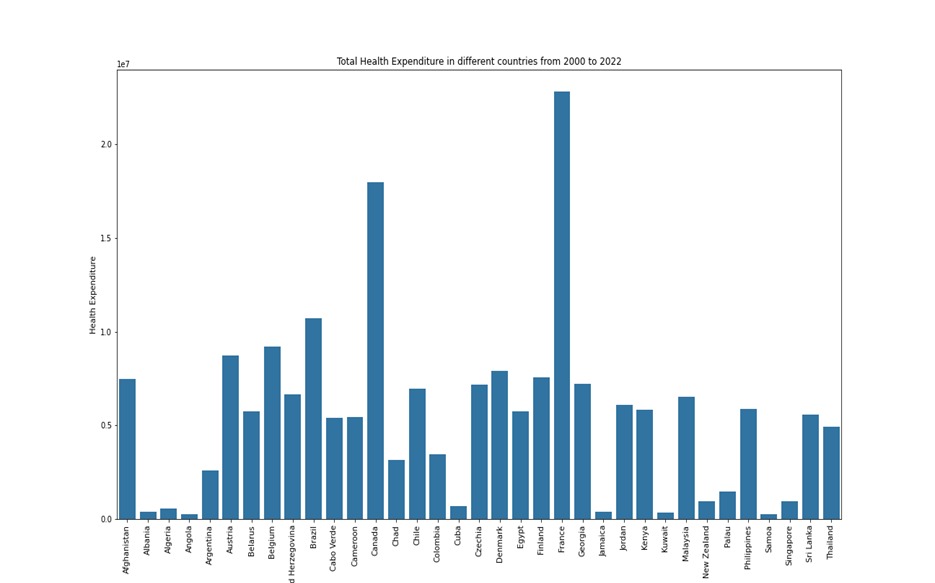 Total Health Expenditure in different countries from 2000 to 2022
1e7
2.0
1.5
1.0
0.5
0.0
Health Expenditure
Afghanistan
Albania
Algeria
Angola
Argentina
Austria
Belarus
Belgium
d Herzegovina
Brazil
Cabo Verde
Cameroon
Canada
Chad
Chile
Colombia
Cuba
Czechia
Denmark
Egypt
Finland
France
Georgia
Jamaica
Jordan
Kenya
Kuwait
Malaysia
New Zealand
Palau
Philippines
Samoa
Singapore
Sri Lanka
Thailand